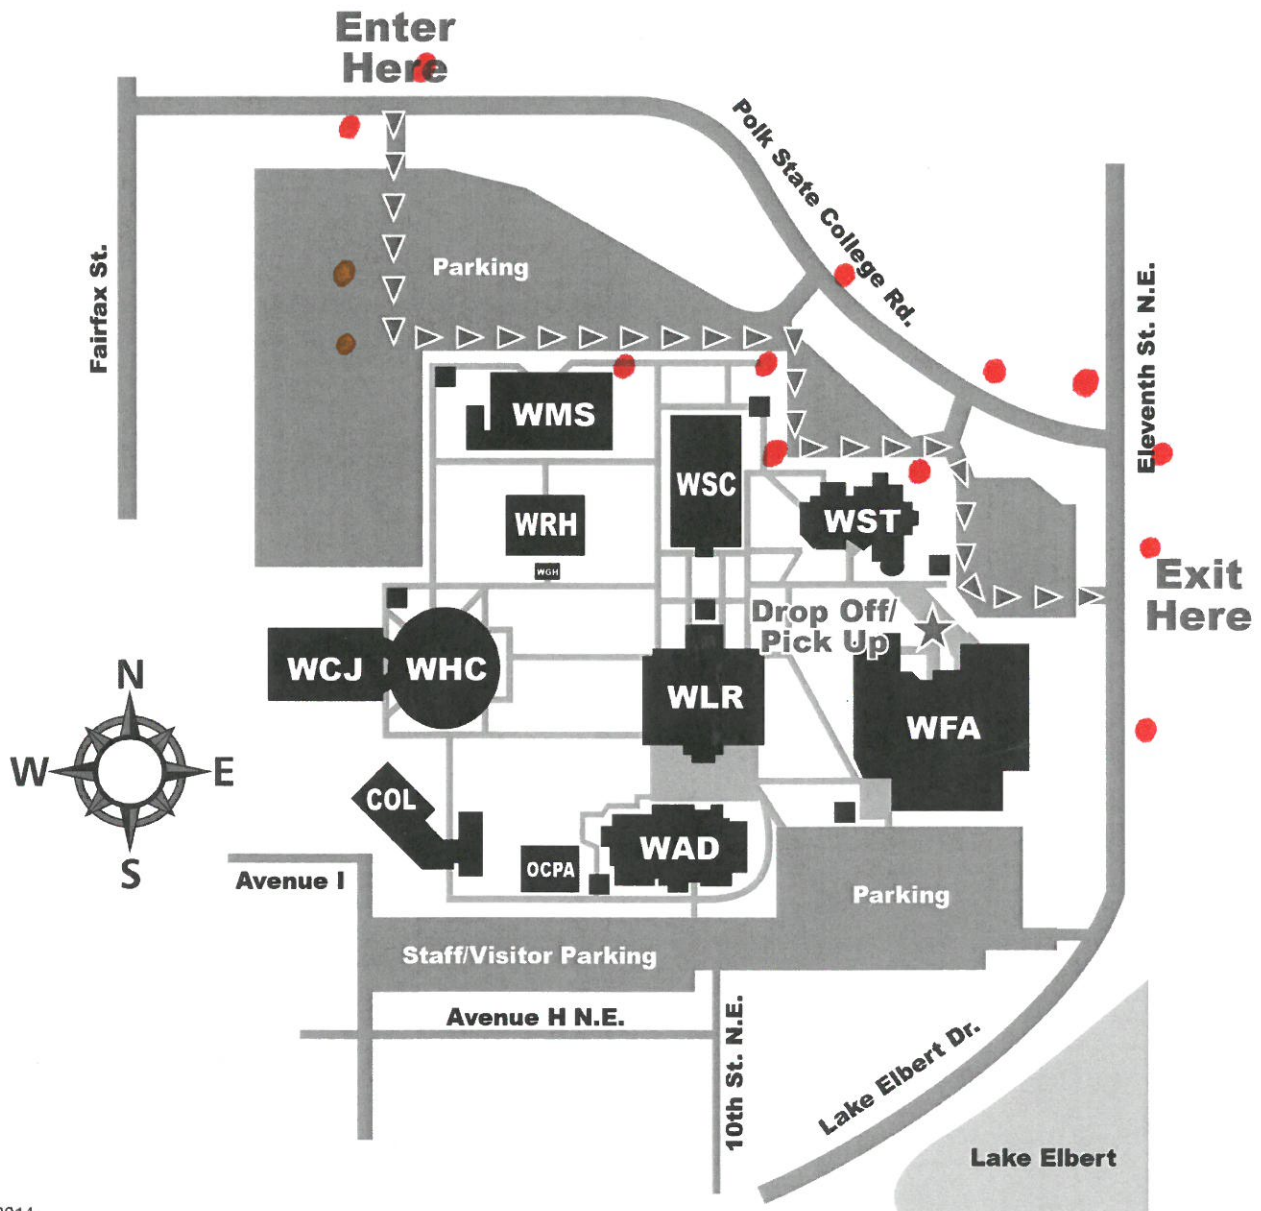 Enter
Here
Polk State College Rd.
Fairfax St.
Parking
Eleventh St. N.E.
WMS
WSC
WRH
WST
WGH
Exit
Here
Drop Off/
Pick Up
WCJ
WHC
WLR
WFA
N
W
E
S
COL
WAD
OCPA
Avenue I
Parking
Staff/Visitor Parking
Avenue H N.E.
10th St. N.E.
Lake Elbert Dr.
Lake Elbert